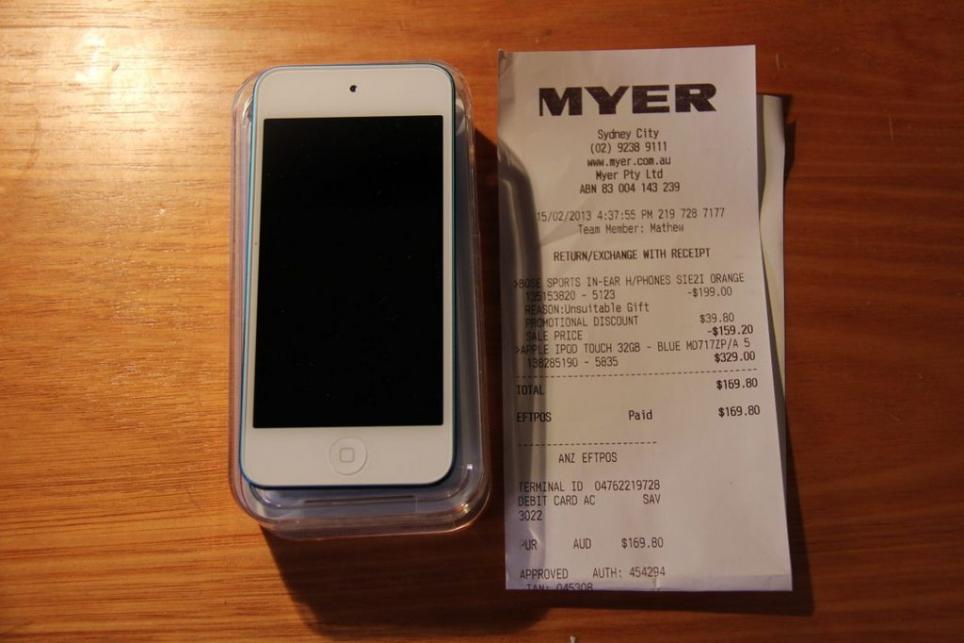 MYER
Sydney City
(02) 9238 9111
www.myer.com.au
Myer Pty Ltd
ABN 83 004 143 239
15/02/2013 4:37:55 PM 219 728 7177
Team Member: Mathew
RETURN/EXCHANGE WITH RECEIPT
>BOSE SPORTS IN-EAR H/PHONES SIE2I ORANGE
135153820 - 5123 -$199.00
REASON:Unsuitable Gift
PROMOTIONAL DISCOUNT $39.80
SALE PRICE -$159.20
>APPLE IPOD TOUCH 32GB - BLUE MD717ZP/A 5
138285190 - 5835 $329.00
TOTAL $169.80
EFTPOS Paid $169.80
ANZ EFTPOS
TERMINAL ID 04762219728
DEBIT CARD AC SAV
3022
PUR AUD $169.80
APPROVED AUTH: 454294
045308